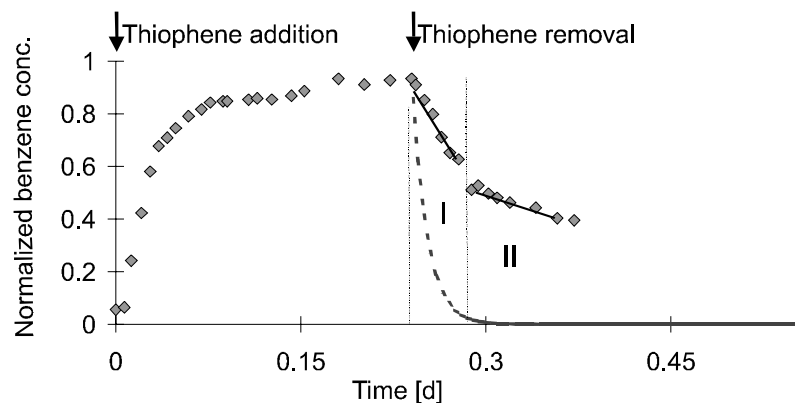 Thiophene addition
Thiophene removal
Normalized benzene conc.
1
0.8
0.6
0.4
0.2
0
I
II
0
0.15
0.3
0.45
Time [d]